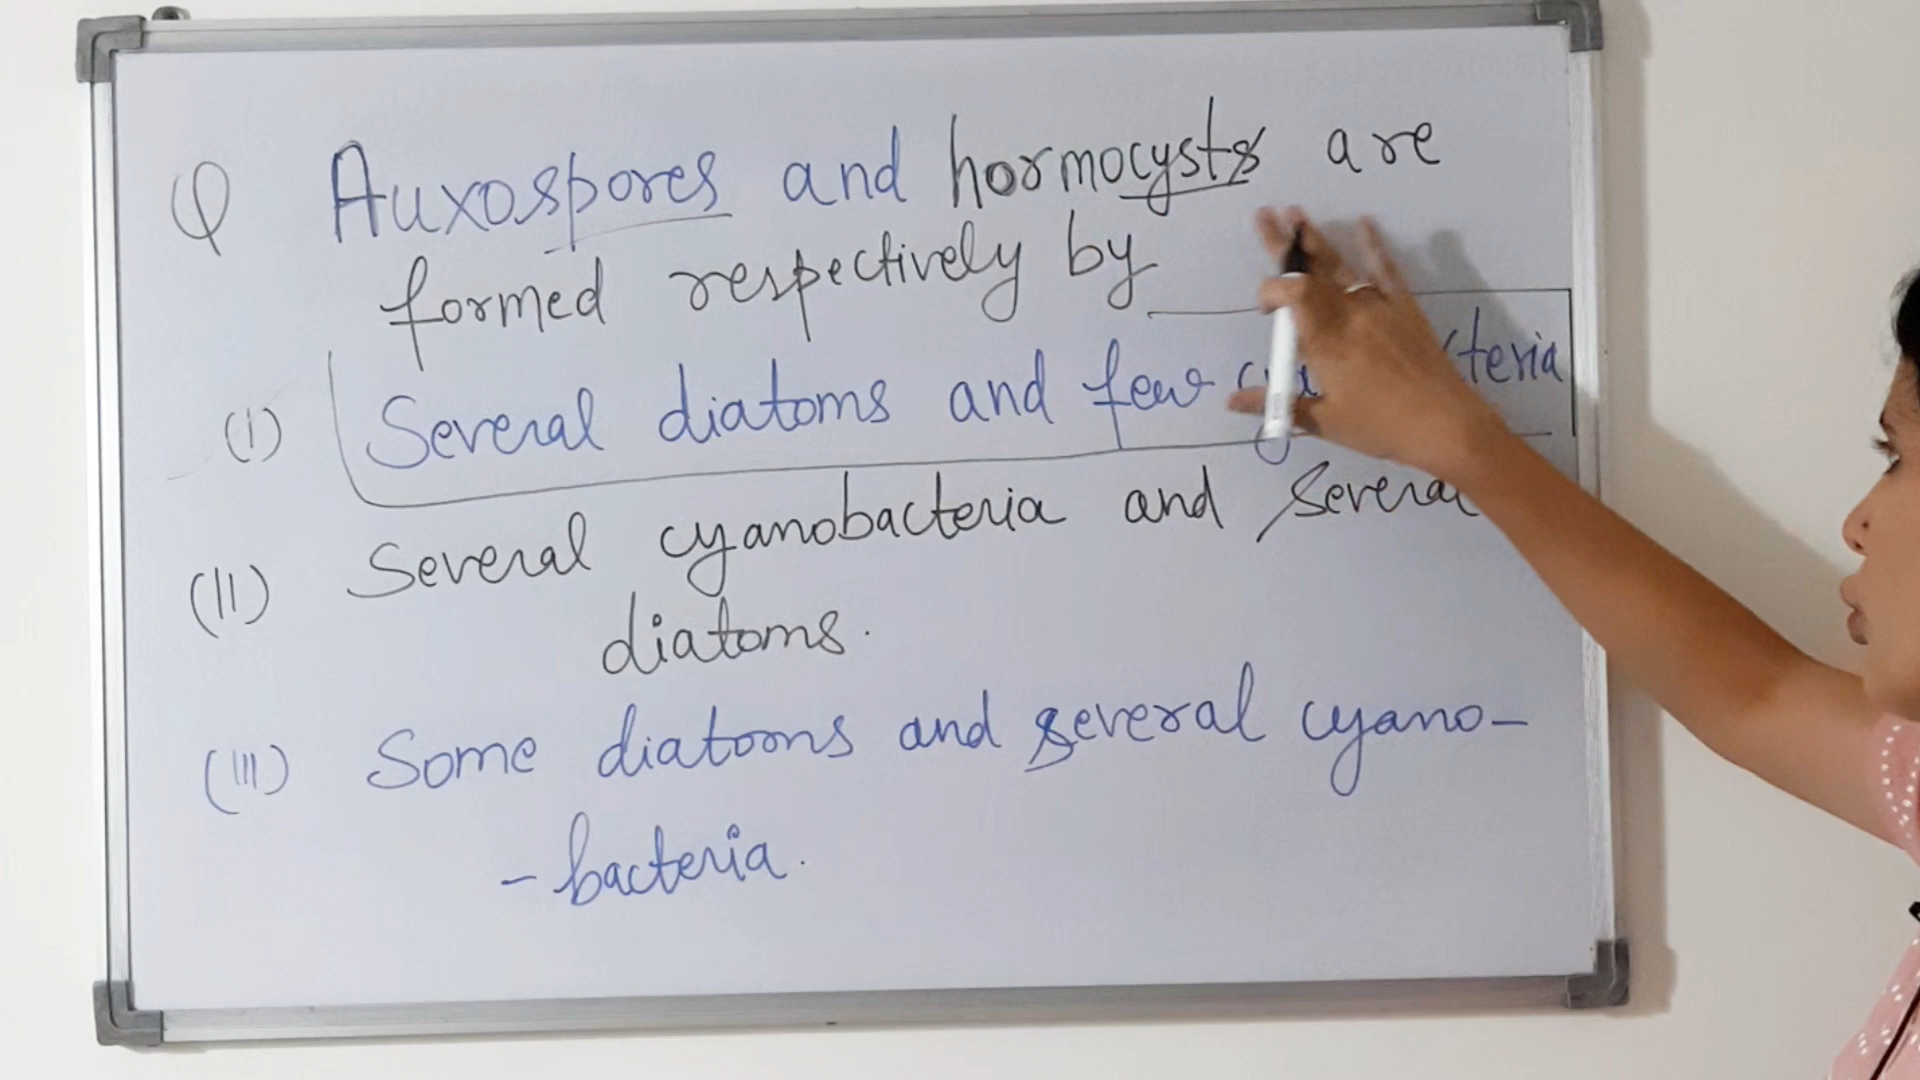 Q Auxospores and hormocysts are
formed respectively by
(I) Several diatoms and few
(II) Several cyanobacteria and Several
diatoms.
(III) Some diatoms and several cyano-
-bacteria.